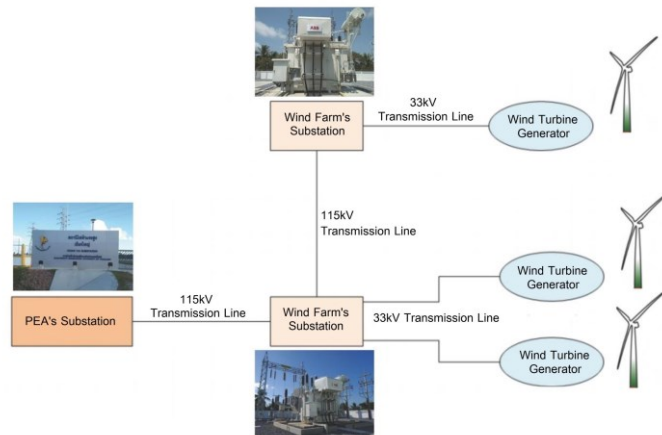 ABB
Wind Farm's
Substation
33kV
Transmission Line
Wind Turbine
Generator
115kV
Transmission Line
Wind Turbine
Generator
PEA's Substation
115kV
Transmission Line
Wind Farm's
Substation
33kV Transmission Line
Wind Turbine
Generator